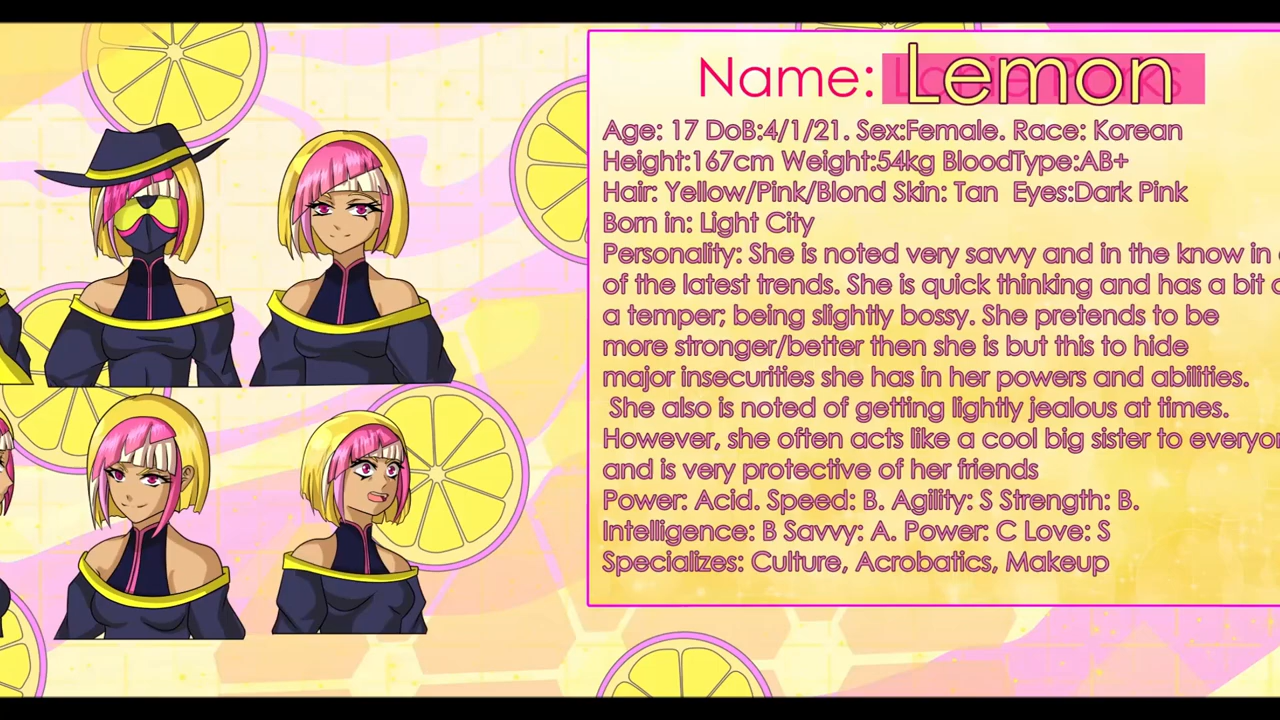 Name: Lemon
Age: 17 DoB:4/1/21. Sex:Female. Race: Korean
Height:167cm Weight:54kg BloodType:AB+
Hair: Yellow/Pink/Blond Skin: Tan Eyes:Dark Pink
Born in: Light City
Personality: She is noted very savvy and in the know in
of the latest trends. She is quick thinking and has a bit
a temper; being slightly bossy. She pretends to be
more stronger/better then she is but this to hide
major insecurities she has in her powers and abilities.
She also is noted of getting lightly jealous at times.
However, she often acts like a cool big sister to everyon
and is very protective of her friends
Power: Acid. Speed: B. Agility: S Strength: B.
Intelligence: B Savvy: A. Power: C Love: S
Specializes: Culture, Acrobatics, Makeup